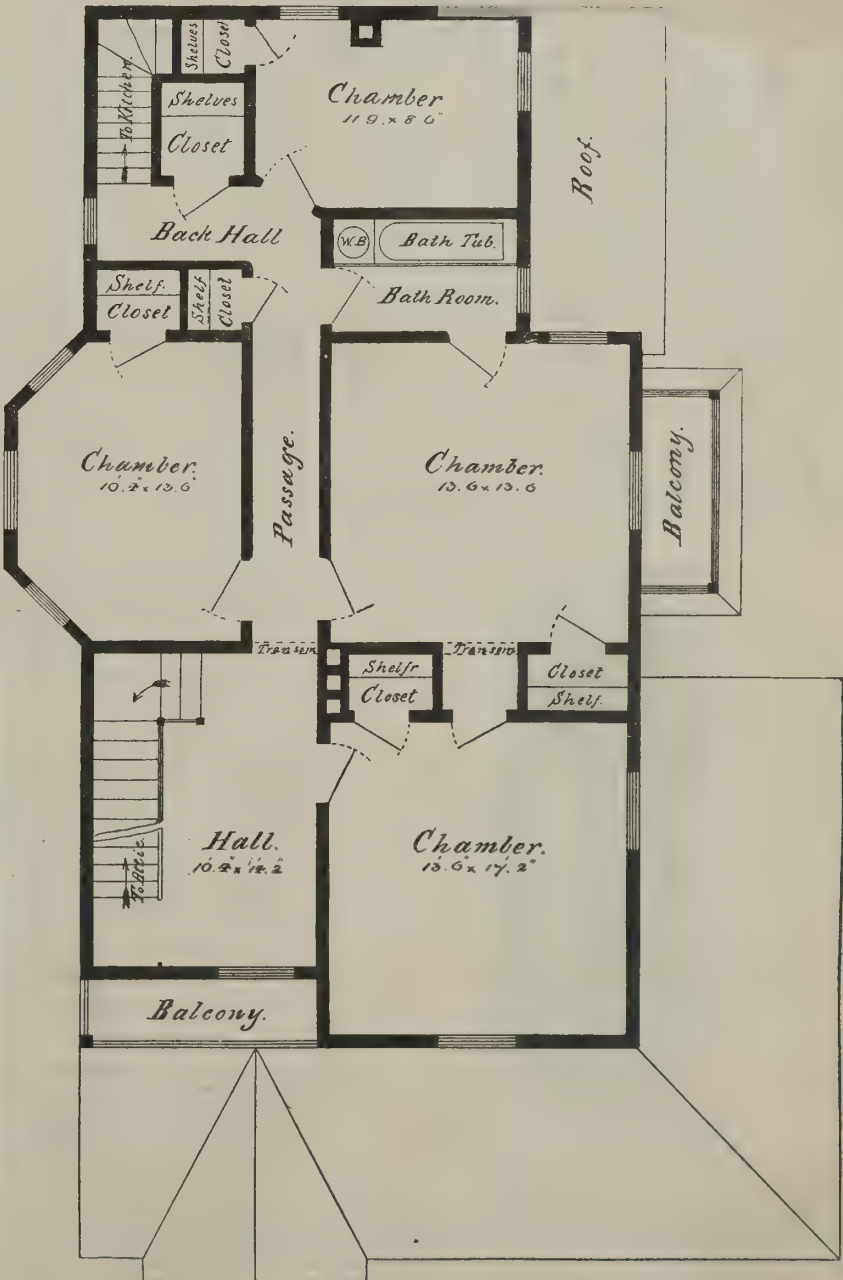 Shelves
Closet
To Kitchen.
Shelves
Closet
Chamber
11.9. x 8.6"
Roof.
Back Hall
W.B
Bath Tub.
Shelf.
Closet
Shelf
Closet
Bath Room.
Chamber.
10'.4" x 13.6"
Passage.
Chamber.
13.6 x 13.6
Balcony.
Transom
Transom
Shelf
Closet
Closet
Shelf.
Hall.
10'.4" x 14'.2"
Chamber.
13'.6" x 17'.2"
To Attic.
Balcony.